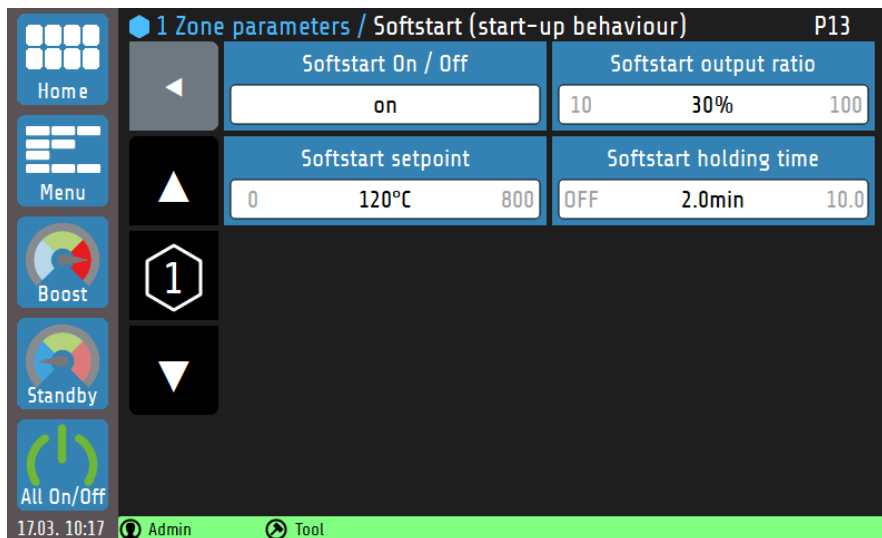 1 Zone parameters / Softstart (start-up behaviour) P13
Home
Softstart On / Off
on
Softstart output ratio
10 30% 100
Menu
Softstart setpoint
0 120°C 800
Softstart holding time
OFF 2.0min 10.0
Boost
1
Standby
All On/Off
17.03. 10:17 Admin Tool